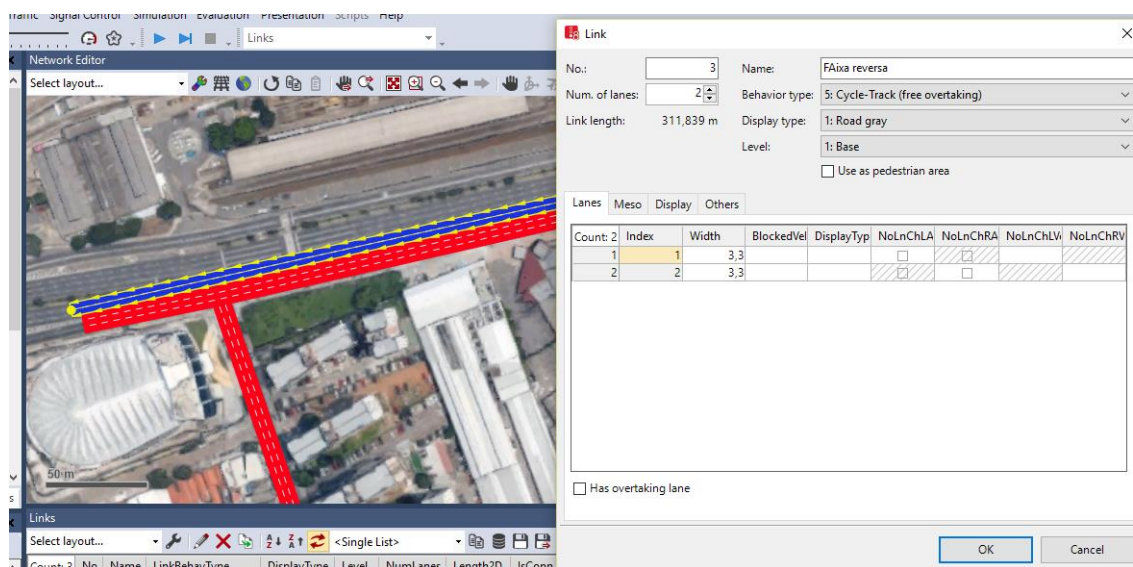 Traffic Signal Control Simulation Evaluation Presentation Scripts Help
Links
Network Editor
Select layout...
50 m
Links
Select layout...
<Single List>
Count: 3 No Name LinkBehavType DisplayType Level NumLanes Length2D IsConn
Link
No.: 3 Name: FAixa reversa
Num. of lanes: 2 Behavior type: 5: Cycle-Track (free overtaking)
Link length: 311,839 m Display type: 1: Road gray
Level: 1: Base
Use as pedestrian area
Lanes Meso Display Others
Count: 2 Index Width BlockedVel DisplayTyp NoLnChLA NoLnChRA NoLnChLV NoLnChRV
1 1 3,3
2 2 3,3
Has overtaking lane
OK Cancel